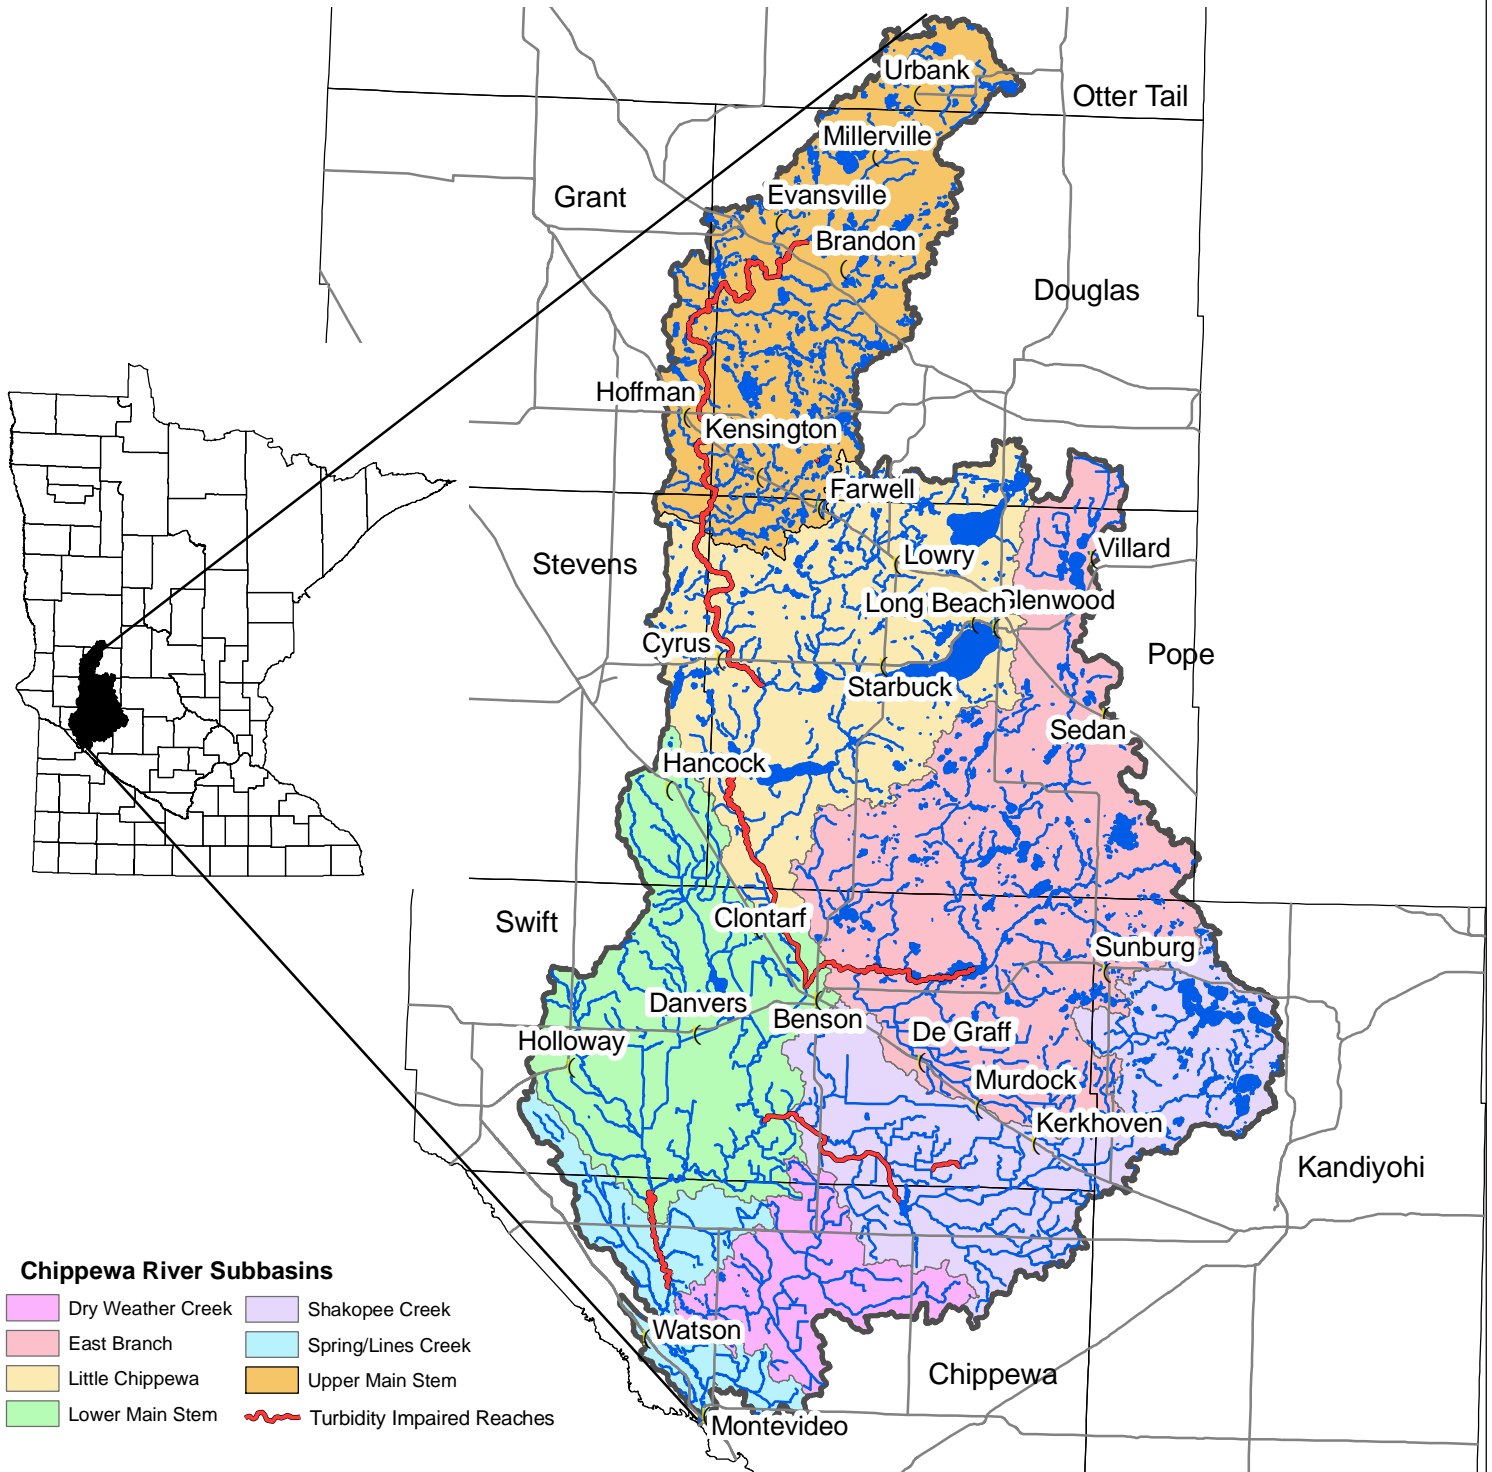 Urbank
Otter Tail
Millerville
Grant
Evansville
Brandon
Douglas
Hoffman
Kensington
Farwell
Stevens
Lowry
Villard
Long Beach
Glenwood
Cyrus
Pope
Starbuck
Sedan
Hancock
Swift
Clontarf
Sunburg
Danvers
Benson
De Graff
Holloway
Murdock
Kerkhoven
Kandiyohi
Watson
Chippewa
Montevideo
Chippewa River Subbasins
Dry Weather Creek
East Branch
Little Chippewa
Lower Main Stem
Shakopee Creek
Spring/Lines Creek
Upper Main Stem
Turbidity Impaired Reaches